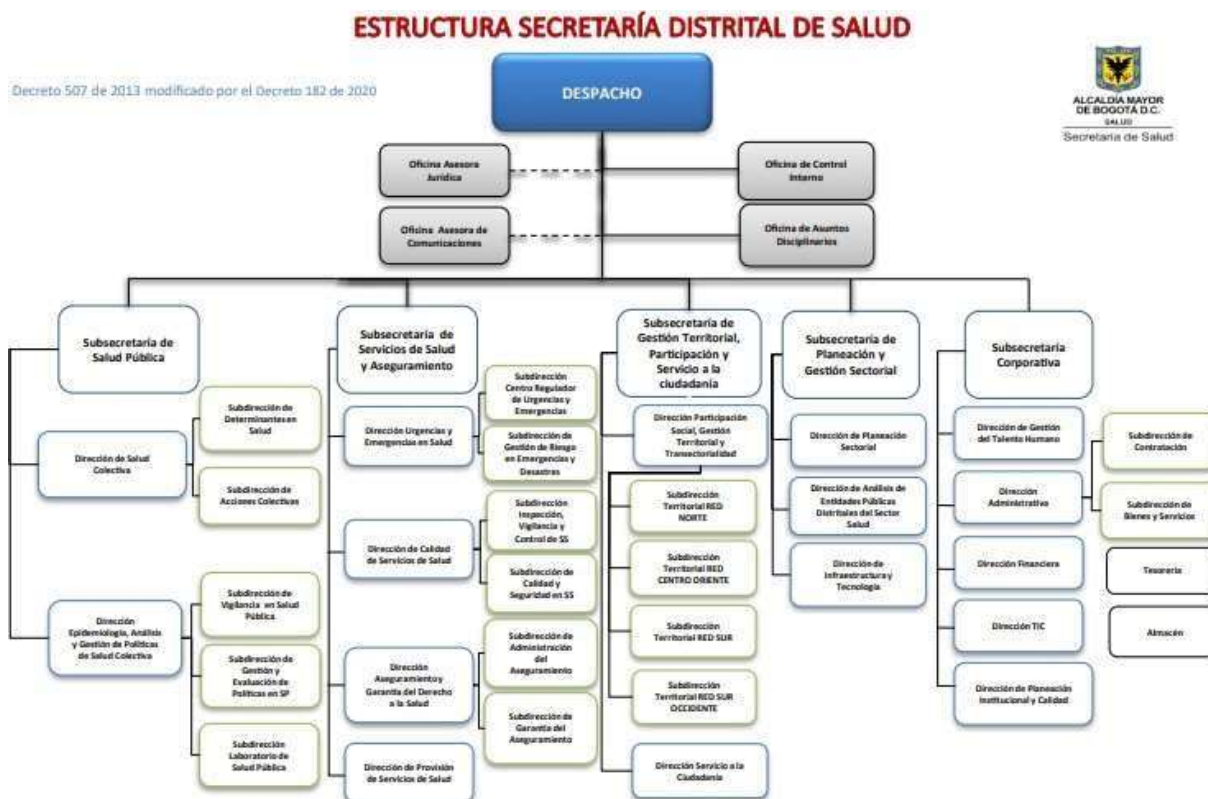 ESTRUCTURA SECRETARÍA DISTRITAL DE SALUD
Decreto 507 de 2013 modificado por el Decreto 182 de 2020
DESPACHO
ALCALDÍA MAYOR
DE BOGOTÁ D.C.
SALUD
Secretaría de Salud
Oficina Asesora
Jurídica
Oficina de Control
Interno
Oficina Asesora de
Comunicaciones
Oficina de Asuntos
Disciplinarios
Subsecretaría de
Salud Pública
Subsecretaria de
Servicios de Salud
y Aseguramiento
Subsecretaría de
Gestión Territorial,
Participación y
Servicio a la
ciudadanía
Subsecretaría de
Planeación y
Gestión Sectorial
Subsecretaría
Corporativa
Dirección de Salud
Colectiva
Subdirección de
Determinantes en
Salud
Subdirección de
Acciones Colectivas
Dirección
Epidemiología, Análisis
y Gestión de Políticas
de Salud Colectiva
Subdirección de
Vigilancia en Salud
Pública
Subdirección de
Gestión y
Evaluación de
Políticas en SP
Subdirección
Laboratorio de
Salud Pública
Dirección Urgencias y
Emergencias en Salud
Subdirección
Centro Regulador
de Urgencias y
Emergencias
Subdirección de
Gestión de Riesgo
en Emergencias y
Desastres
Dirección de Calidad
de Servicios de Salud
Subdirección
Inspección,
Vigilancia y
Control de SS
Subdirección de
Calidad y
Seguridad en SS
Dirección
Aseguramiento y
Garantía del Derecho
a la Salud
Subdirección de
Administración
del
Aseguramiento
Subdirección de
Garantía del
Aseguramiento
Dirección de Provisión
de Servicios de Salud
Dirección Participación
Social, Gestión
Territorial y
Transectorialidad
Subdirección
Territorial RED
NORTE
Subdirección
Territorial RED
CENTRO ORIENTE
Subdirección
Territorial RED SUR
Subdirección
Territorial RED SUR
OCCIDENTE
Dirección Servicio a la
Ciudadanía
Dirección de Planeación
Sectorial
Dirección de Análisis de
Entidades Públicas
Distritales del Sector
Salud
Dirección de
Infraestructura y
Tecnología
Dirección de Gestión
del Talento Humano
Dirección
Administrativa
Subdirección de
Contratación
Subdirección de
Bienes y Servicios
Dirección Financiera
Tesorería
Dirección TIC
Almacén
Dirección de Planeación
Institucional y Calidad